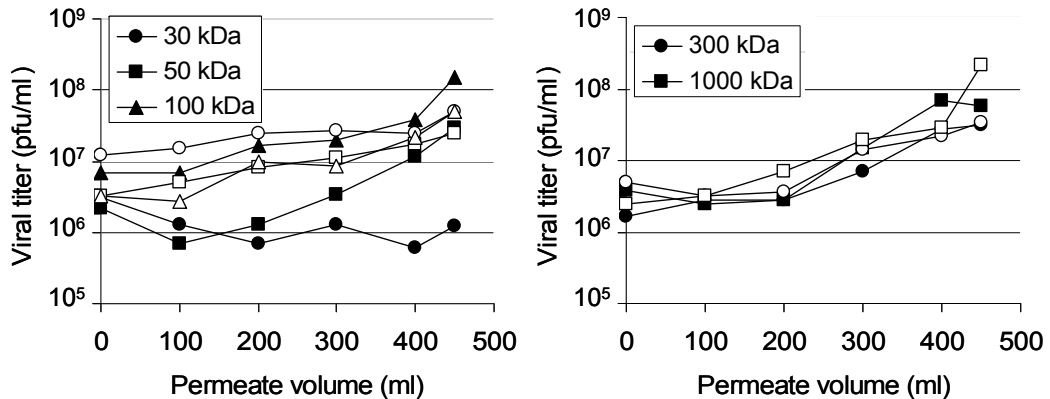 10⁹
10⁸
10⁷
10⁶
10⁵
Viral titer (pfu/ml )
30 kDa
50 kDa
100 kDa
0 100 200 300 400 500
Permeate volume (ml)
10⁹
10⁸
10⁷
10⁶
10⁵
Viral titer (pfu/ml )
300 kDa
1000 kDa
0 100 200 300 400 500
Permeate volume (ml)